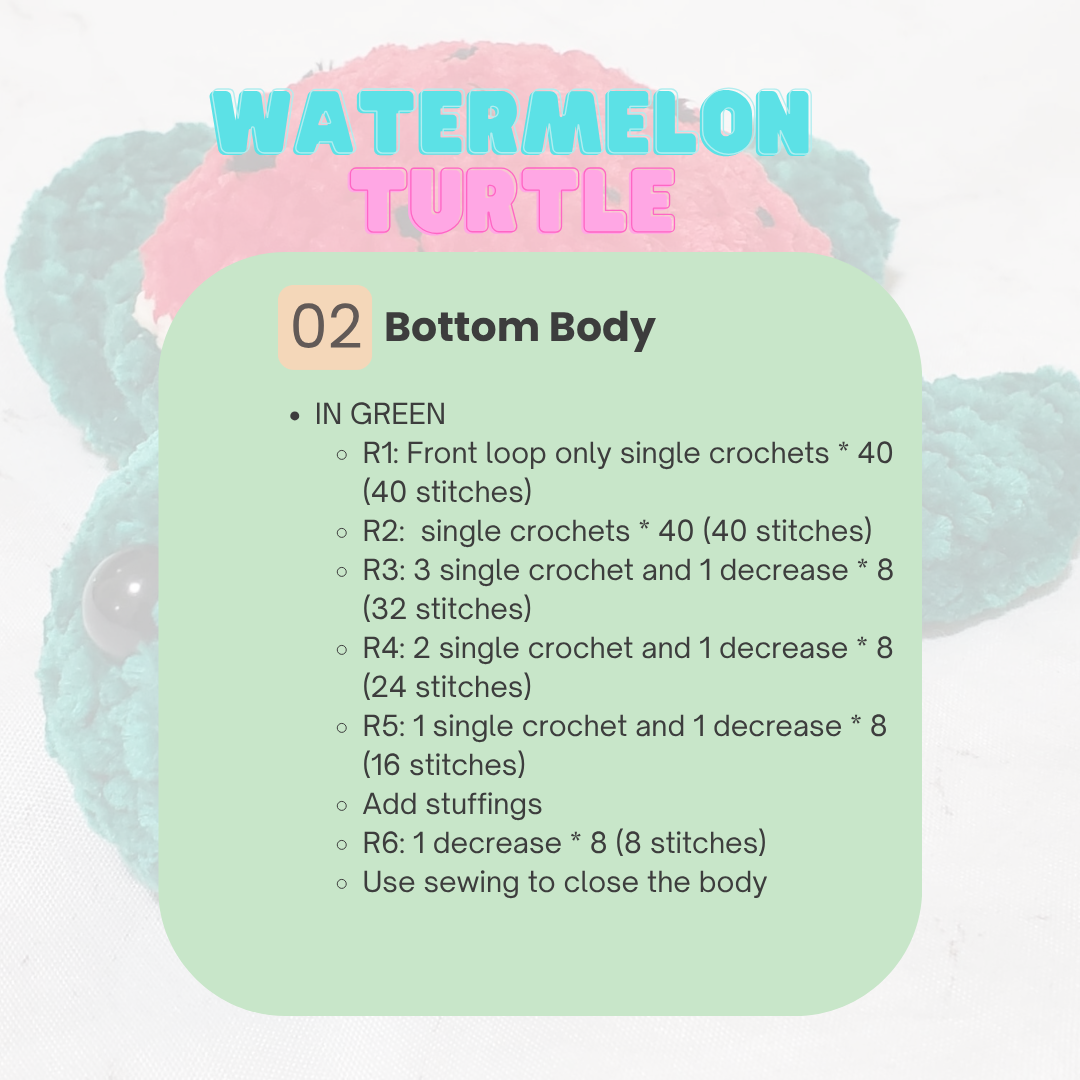 WATERMELON
TURTLE
02 Bottom Body
• IN GREEN
◦ R1: Front loop only single crochets * 40
(40 stitches)
◦ R2:  single crochets * 40 (40 stitches)
◦ R3: 3 single crochet and 1 decrease * 8
(32 stitches)
◦ R4: 2 single crochet and 1 decrease * 8
(24 stitches)
◦ R5: 1 single crochet and 1 decrease * 8
(16 stitches)
◦ Add stuffings
◦ R6: 1 decrease * 8 (8 stitches)
◦ Use sewing to close the body